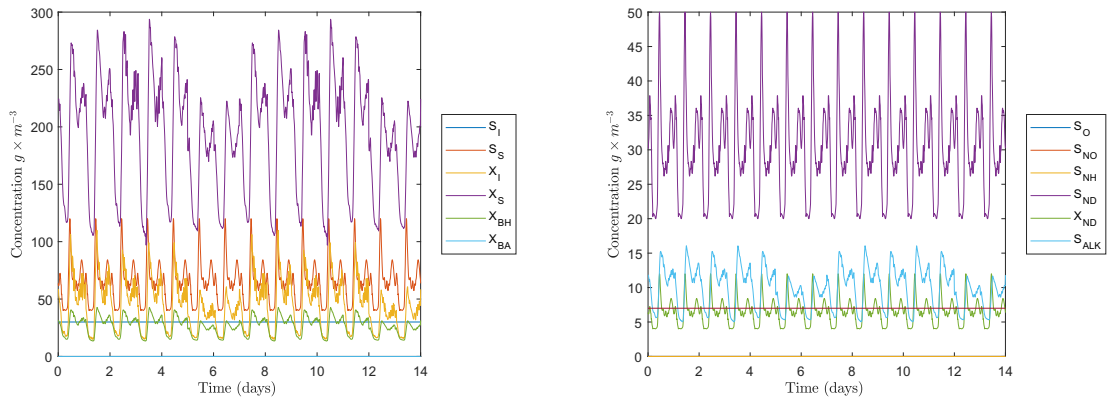 300
250
200
150
100
50
0
0 2 4 6 8 10 12 14
Time (days)
Concentration g × m⁻³
S_I
S_S
X_I
X_S
X_BH
X_BA
50
45
40
35
30
25
20
15
10
5
0
0 2 4 6 8 10 12 14
Time (days)
Concentration g × m⁻³
S_O
S_NO
S_NH
S_ND
X_ND
S_ALK